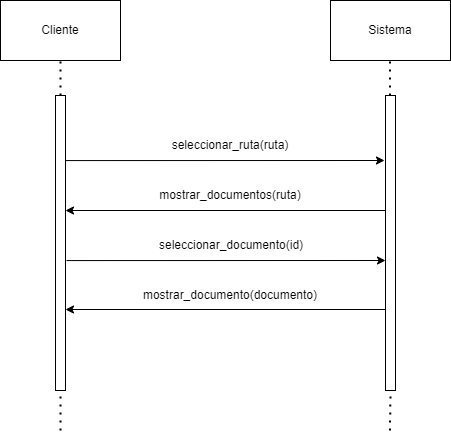 Cliente
Sistema
seleccionar_ruta(ruta)
mostrar_documentos(ruta)
seleccionar_documento(id)
mostrar_documento(documento)